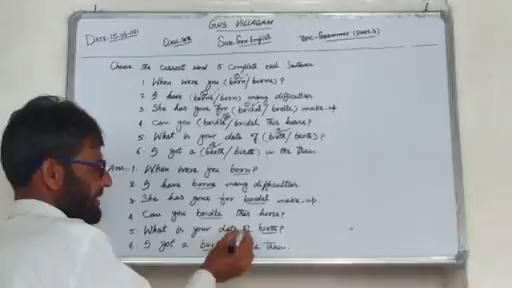 GHS VILLAGAM
DATE-15-06-021 CLASS-VIII SUB:-Gen English TOPIC-Grammar (PART.3)
Choose the correct word to complete each Sentence
1. When were you (born/borne)?
2. I have (borne/born) many difficulties.
3. She has gone for (bridal/bridle) make-up
4. Can you (bridle/bridal this horse?
5. What is your date of (birth/berth)?
6. I got a (berth/birth) in the Train.
Ans:-1. When were you born?
2. I have borne many difficulties.
3. She has gone for bridal make-up.
4. Can you bridle this horse?
5. What is your date of birth?
6. I got a Train.